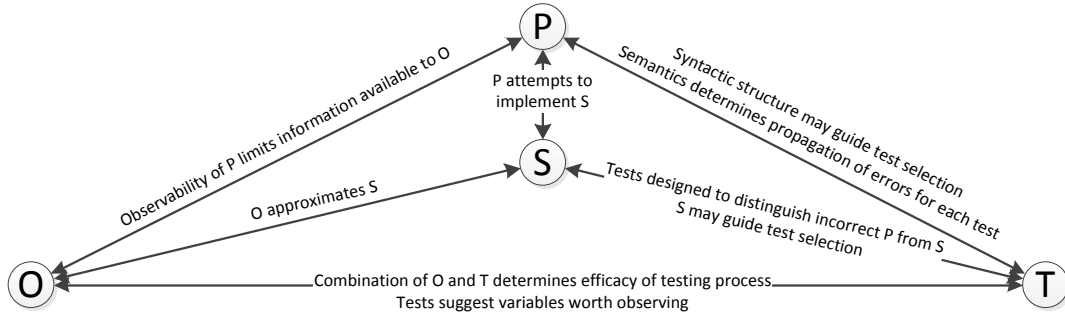 P
Observability of P limits information available to O
Syntactic structure may guide test selection
Semantics determines propagation of errors for each test
P attempts to
implement S
S
O approximates S
Tests designed to distinguish incorrect P from S
S may guide test selection
O
Combination of O and T determines efficacy of testing process
Tests suggest variables worth observing
T